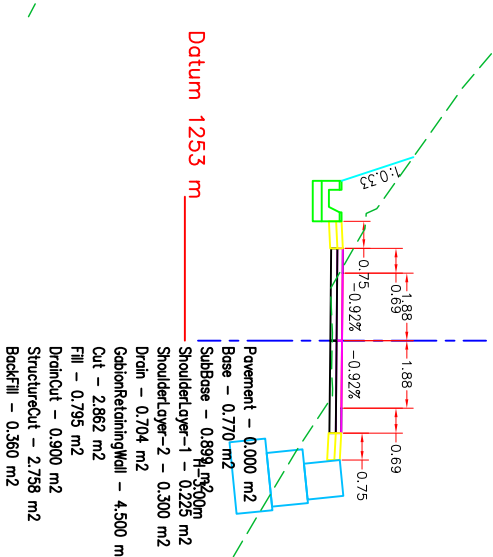 Datum 1253 m
1:0.33
0.75
0.69
1.88
-0.92%
-0.92%
1.88
0.69
0.75
Pavement - 0.000 m2
Base - 0.770 m2
SubBase - 0.899 m2
ShoulderLayer-1 - 0.225 m2
ShoulderLayer-2 - 0.300 m2
Drain - 0.704 m2
GabionRetainingWall - 4.500 m
Cut - 2.862 m2
Fill - 0.795 m2
DrainCut - 0.900 m2
StructureCut - 2.758 m2
BackFill - 0.360 m2